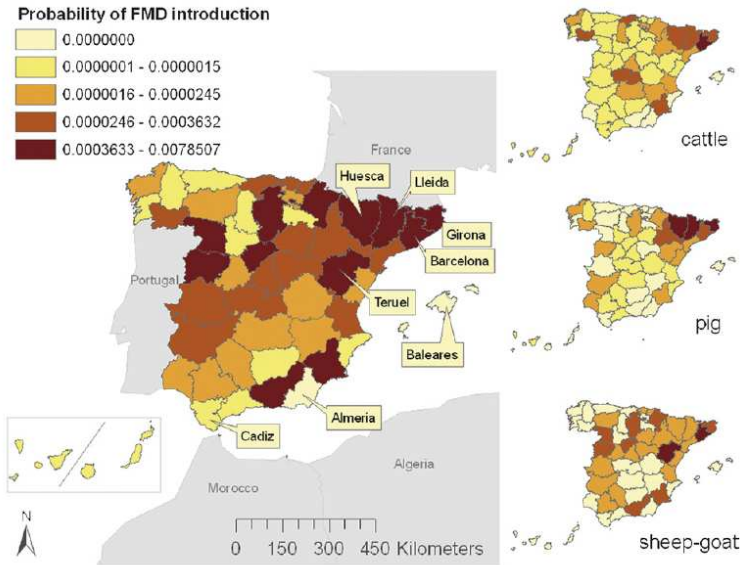 Probability of FMD introduction
0.0000000
0.0000001 - 0.0000015
0.0000016 - 0.0000245
0.0000246 - 0.0003632
0.0003633 - 0.0078507
France
Huesca
Lleida
Girona
Barcelona
Portugal
Teruel
Baleares
Almeria
Cadiz
Algeria
Morocco
N
0 150 300 450 Kilometers
cattle
pig
sheep-goat